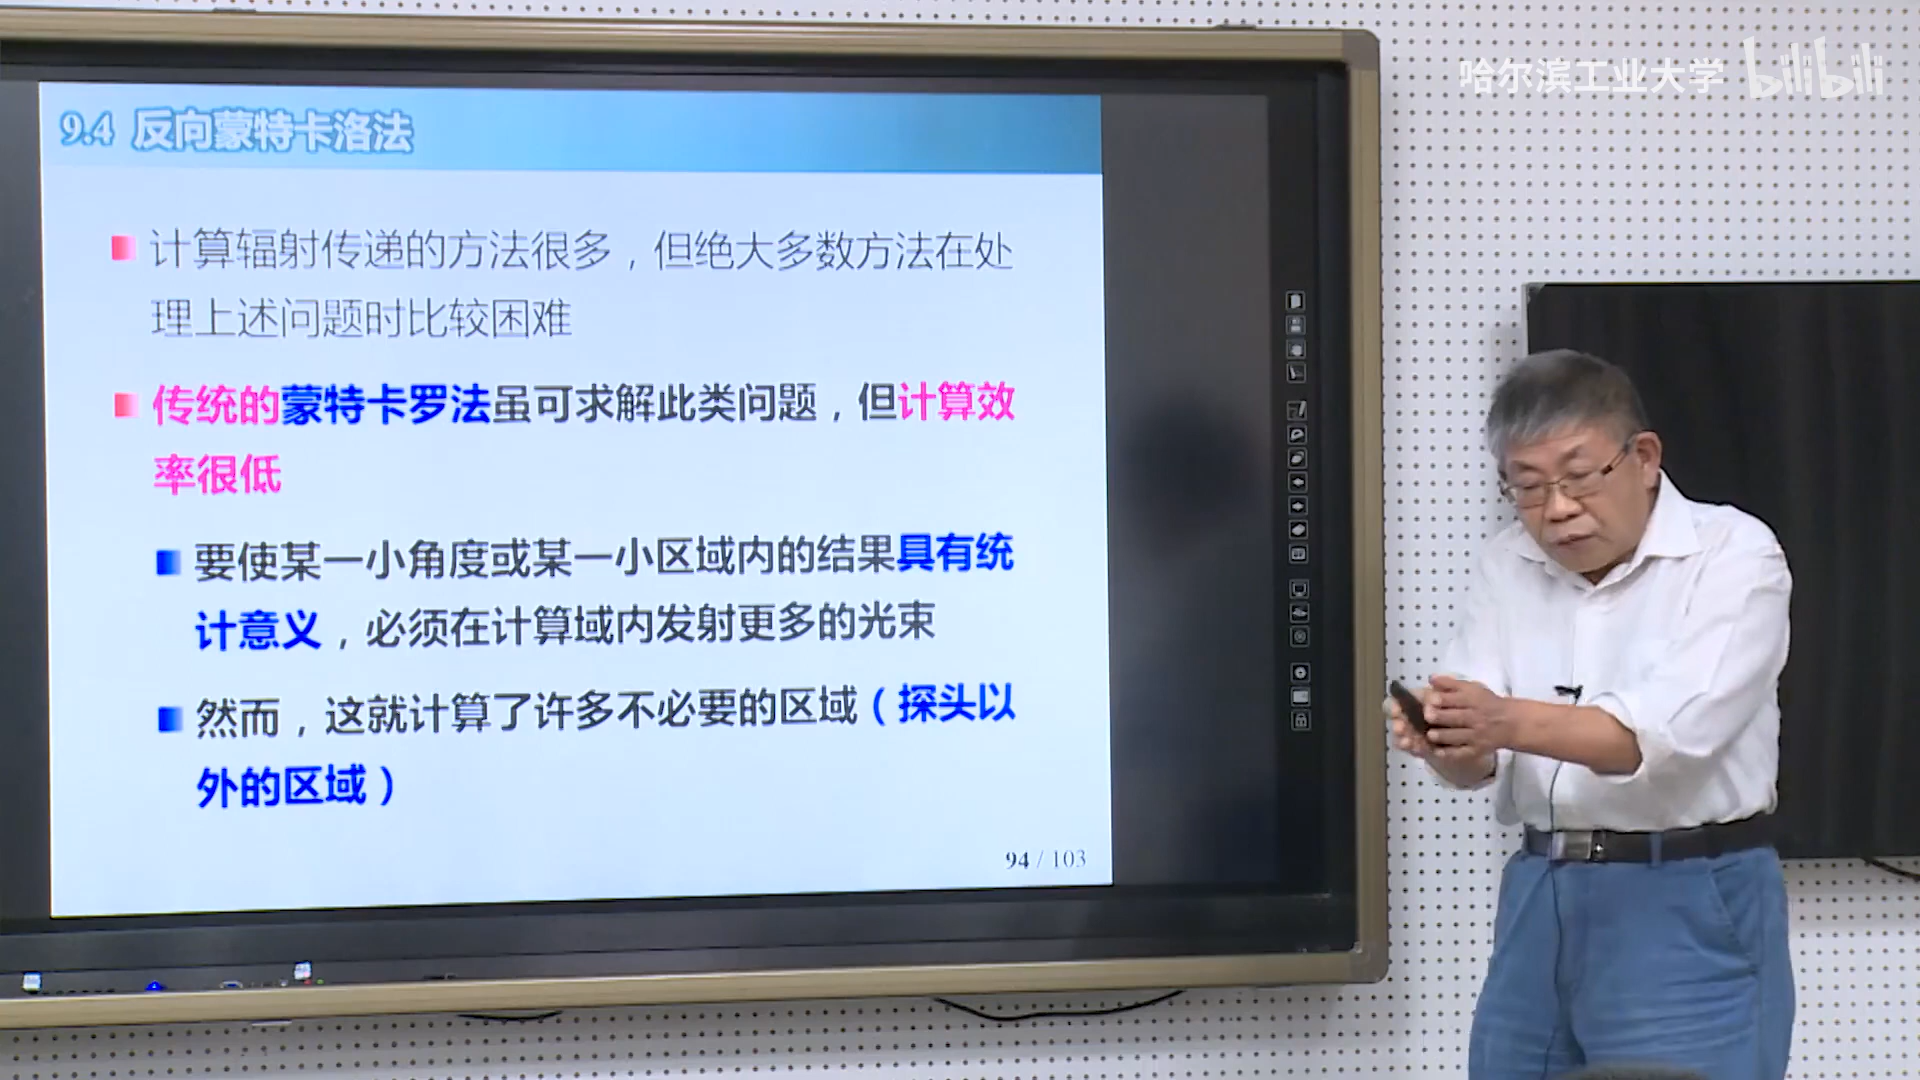 哈尔滨工业大学 bilibili
9.4 反向蒙特卡洛法
计算辐射传递的方法很多，但绝大多数方法在处
理上述问题时比较困难
传统的蒙特卡罗法虽可求解此类问题，但计算效
率很低
要使某一小角度或某一小区域内的结果具有统
计意义，必须在计算域内发射更多的光束
然而，这就计算了许多不必要的区域（探头以
外的区域）
94 / 103